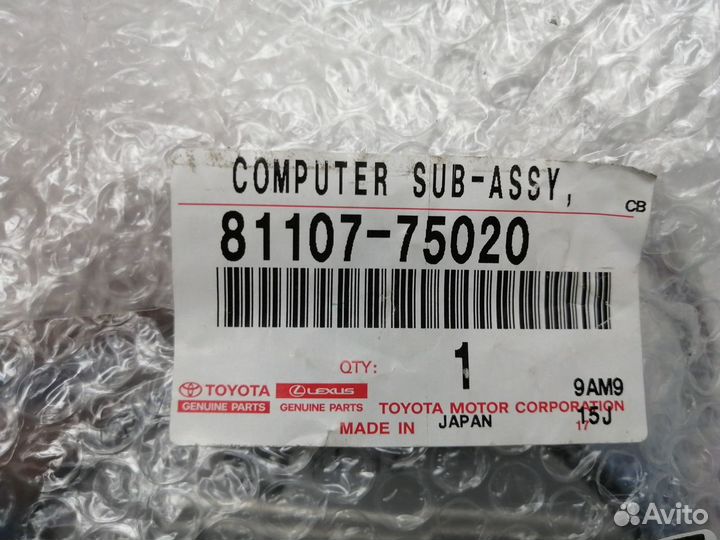 COMPUTER SUB-ASSY,
CB
81107-75020
QTY: 1
TOYOTA LEXUS 9AM9
GENUINE PARTS GENUINE PARTS TOYOTA MOTOR CORPORATION 15J
MADE IN JAPAN 17
Avito